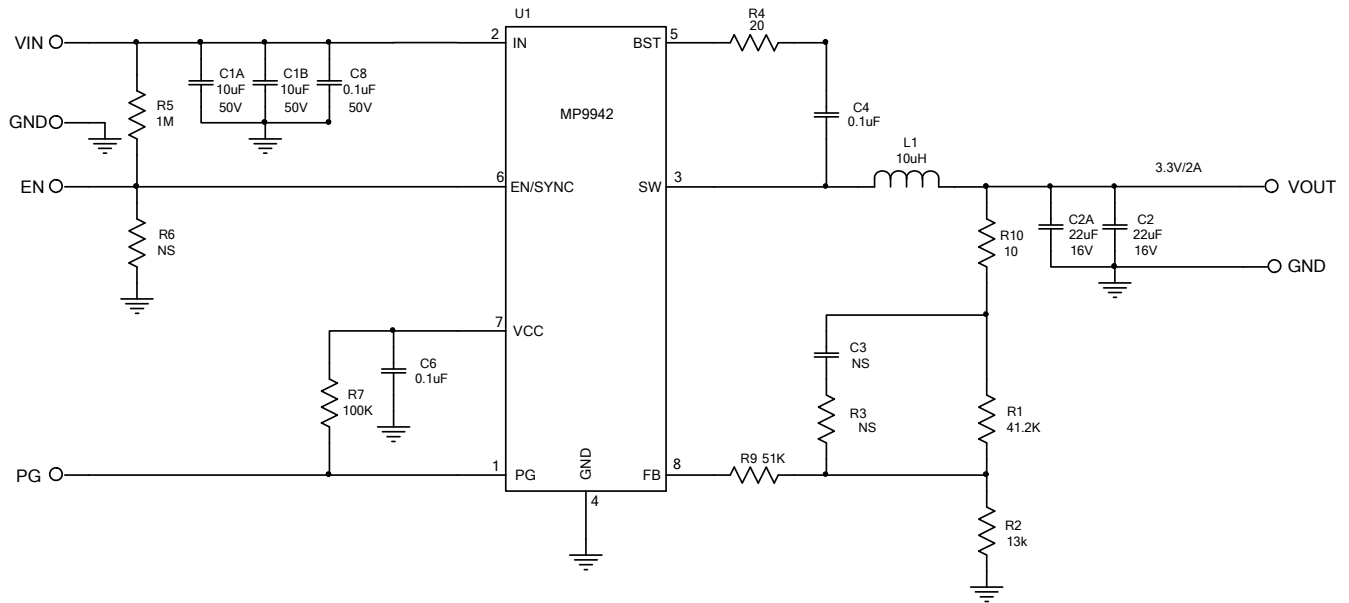 U1
VIN
2
IN
BST
5
R4
20
C1A
10uF
50V
C1B
10uF
50V
C8
0.1uF
50V
R5
1M
GND
MP9942
C4
0.1uF
L1
10uH
3.3V/2A
EN
6
EN/SYNC
SW
3
VOUT
R6
NS
R10
10
C2A
22uF
16V
C2
22uF
16V
GND
7
VCC
C6
0.1uF
R7
100K
C3
NS
R3
NS
R1
41.2K
PG
1
PG
GND
4
FB
8
R9 51K
R2
13k